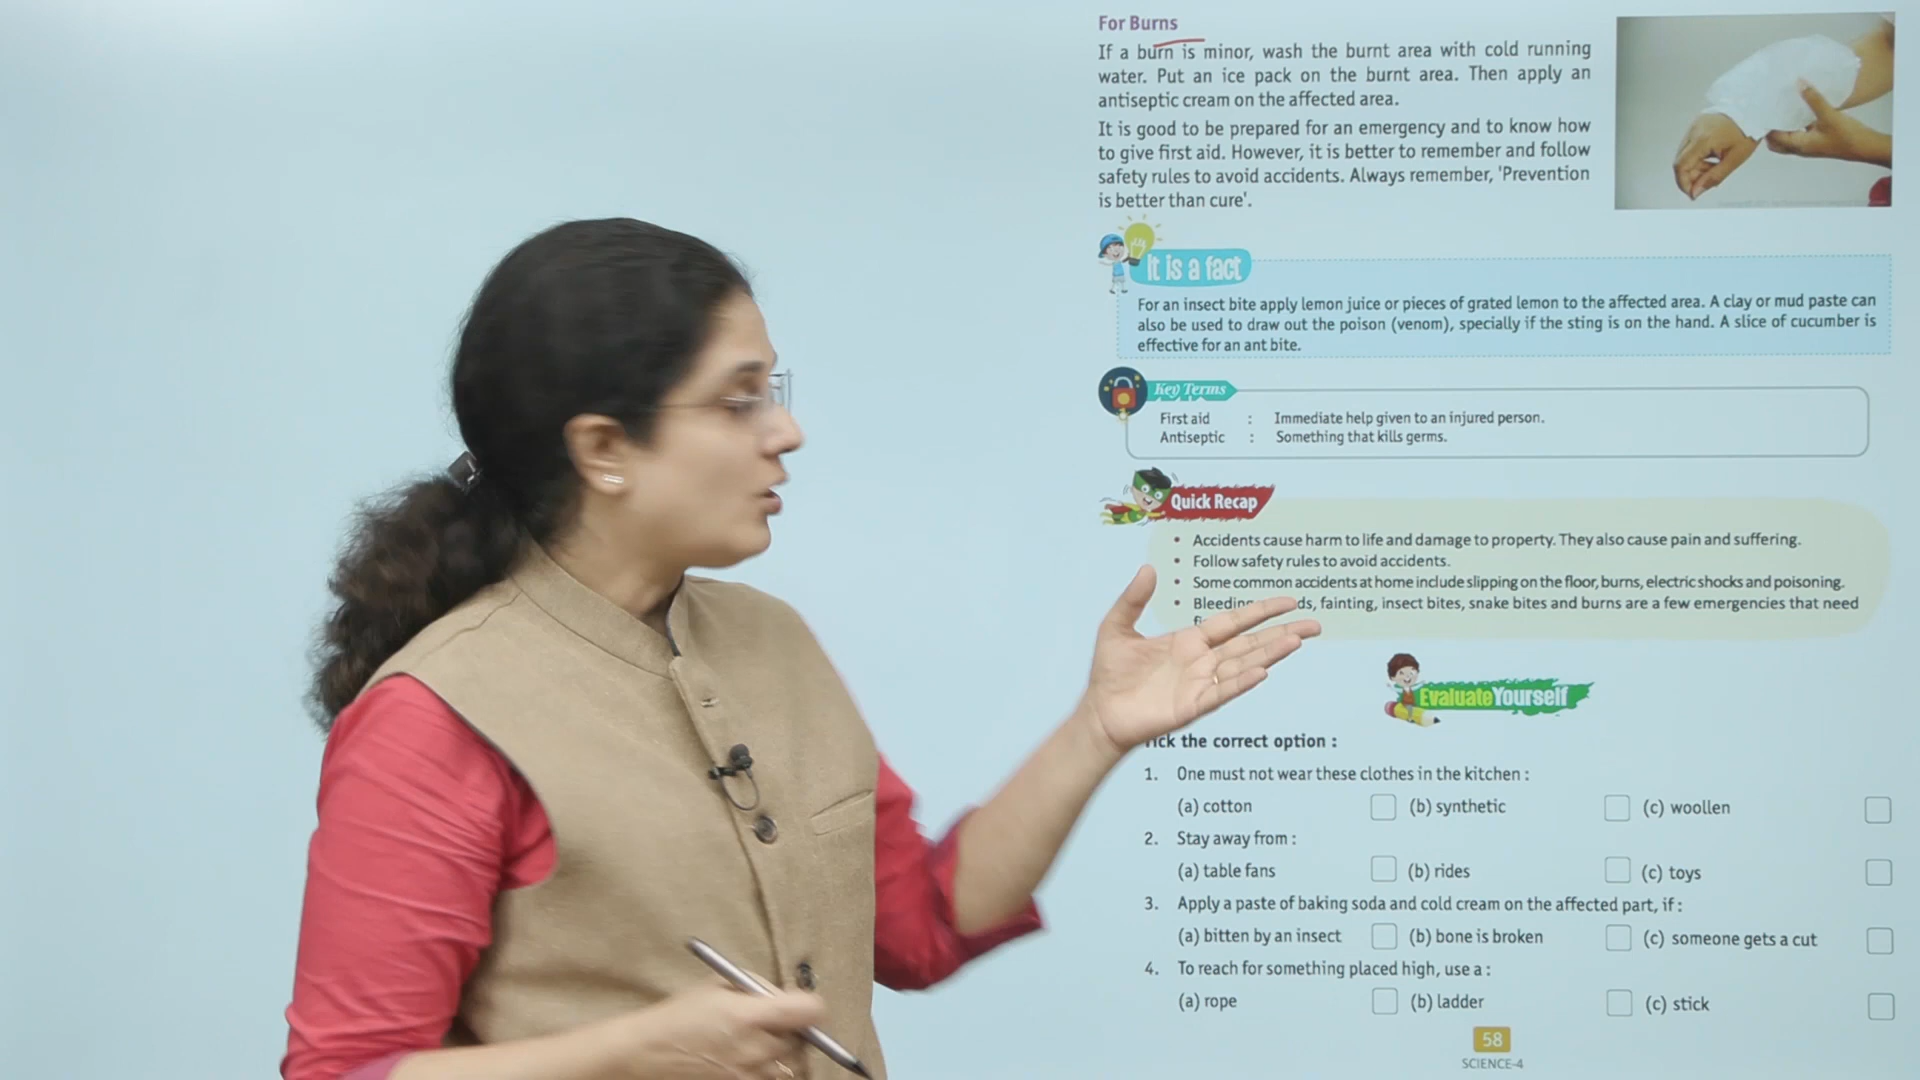 For Burns
If a burn is minor, wash the burnt area with cold running
water. Put an ice pack on the burnt area. Then apply an
antiseptic cream on the affected area.
It is good to be prepared for an emergency and to know how
to give first aid. However, it is better to remember and follow
safety rules to avoid accidents. Always remember, 'Prevention
is better than cure'.
It is a fact
For an insect bite apply lemon juice or pieces of grated lemon to the affected area. A clay or mud paste can
also be used to draw out the poison (venom), specially if the sting is on the hand. A slice of cucumber is
effective for an ant bite.
Key Terms
First aid : Immediate help given to an injured person.
Antiseptic : Something that kills germs.
Quick Recap
• Accidents cause harm to life and damage to property. They also cause pain and suffering.
• Follow safety rules to avoid accidents.
• Some common accidents at home include slipping on the floor, burns, electric shocks and poisoning.
• Bleeding ds, fainting, insect bites, snake bites and burns are a few emergencies that need
Evaluate Yourself
the correct option :
1. One must not wear these clothes in the kitchen :
(a) cotton (b) synthetic (c) woollen
2. Stay away from :
(a) table fans (b) rides (c) toys
3. Apply a paste of baking soda and cold cream on the affected part, if :
(a) bitten by an insect (b) bone is broken (c) someone gets a cut
4. To reach for something placed high, use a :
(a) rope (b) ladder (c) stick
58
SCIENCE-4